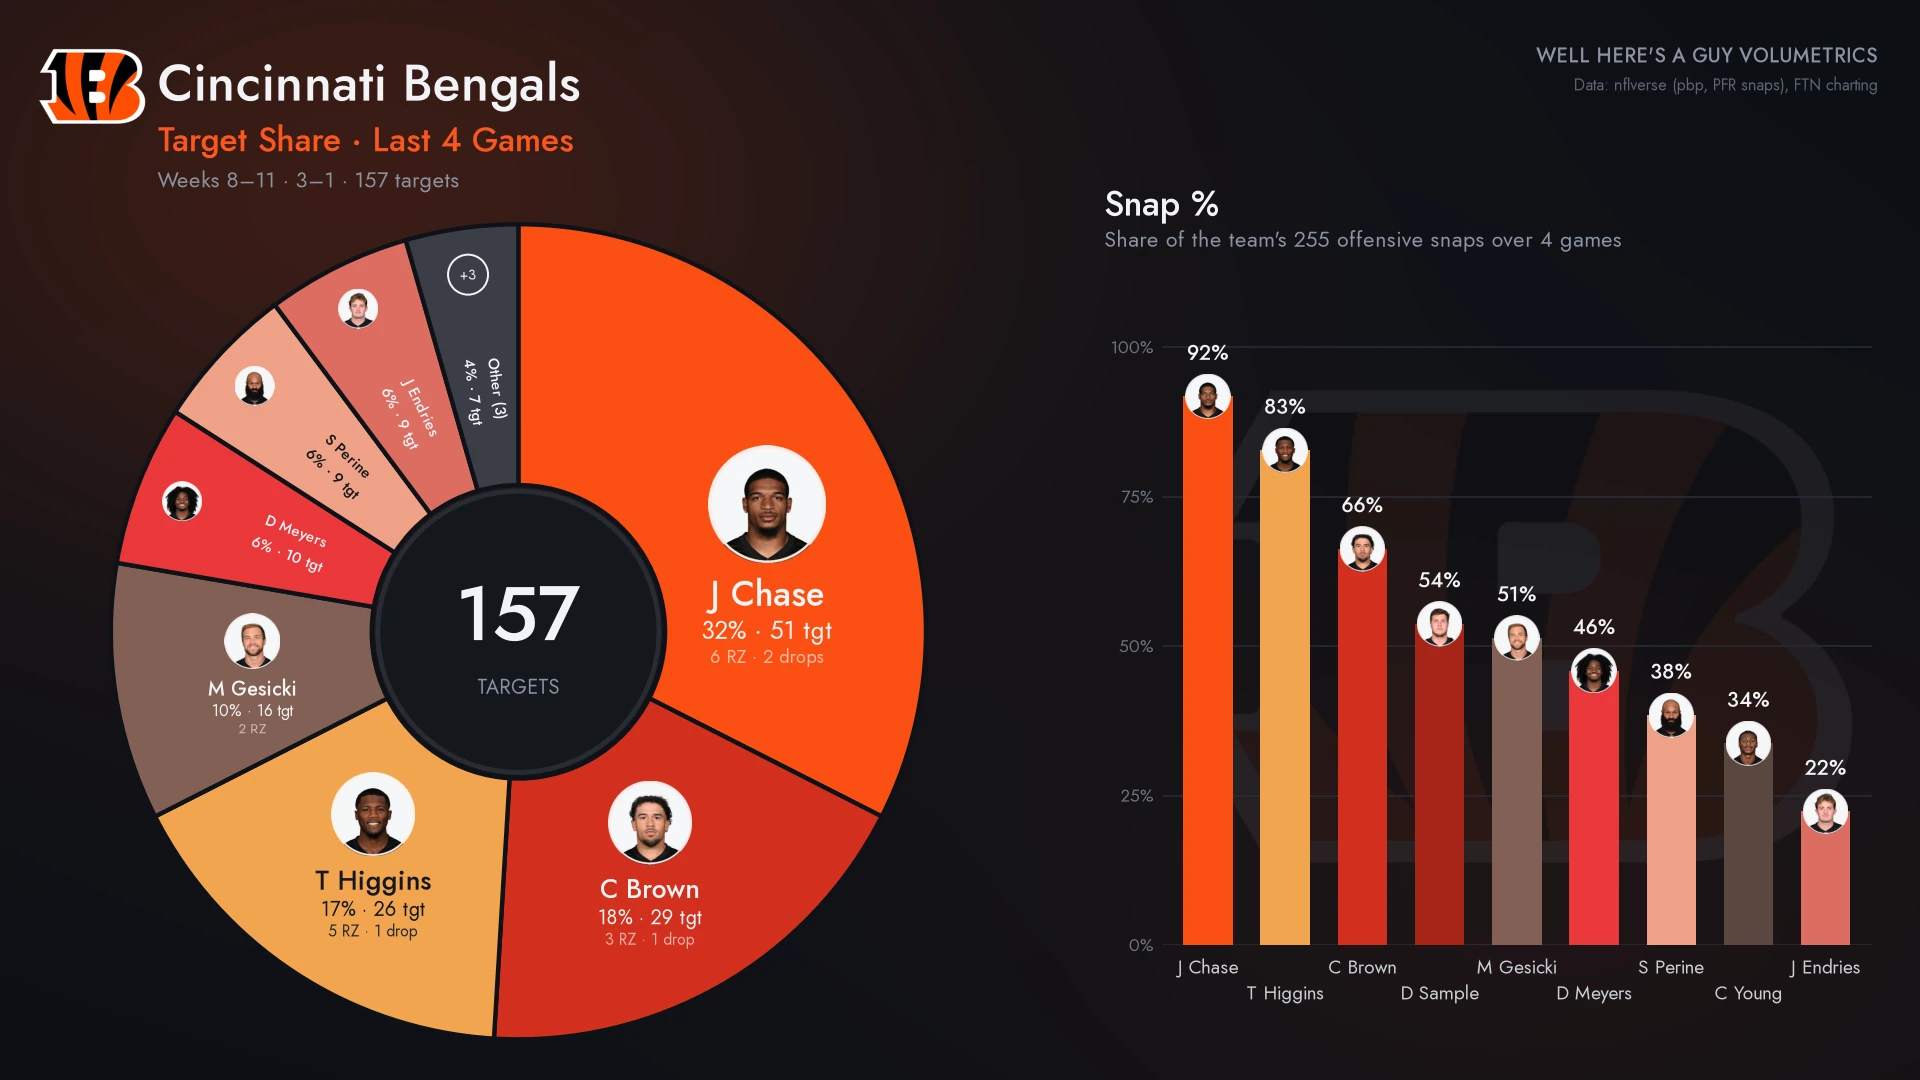 Cincinnati Bengals
Target Share · Last 4 Games
Weeks 8–11 · 3–1 · 157 targets
WELL HERE'S A GUY VOLUMETRICS
Data: nflverse (pbp, PFR snaps), FTN charting
J Chase
32% · 51 tgt
6 RZ · 2 drops
C Brown
18% · 29 tgt
3 RZ · 1 drop
T Higgins
17% · 26 tgt
5 RZ · 1 drop
M Gesicki
10% · 16 tgt
2 RZ
D Meyers
6% · 10 tgt
S Perine
6% · 9 tgt
J Endries
6% · 9 tgt
+3
Other (3)
4% · 7 tgt
157
TARGETS
Snap %
Share of the team's 255 offensive snaps over 4 games
100%
75%
50%
25%
0%
92%
83%
66%
54%
51%
46%
38%
34%
22%
J Chase
T Higgins
C Brown
D Sample
M Gesicki
D Meyers
S Perine
C Young
J Endries